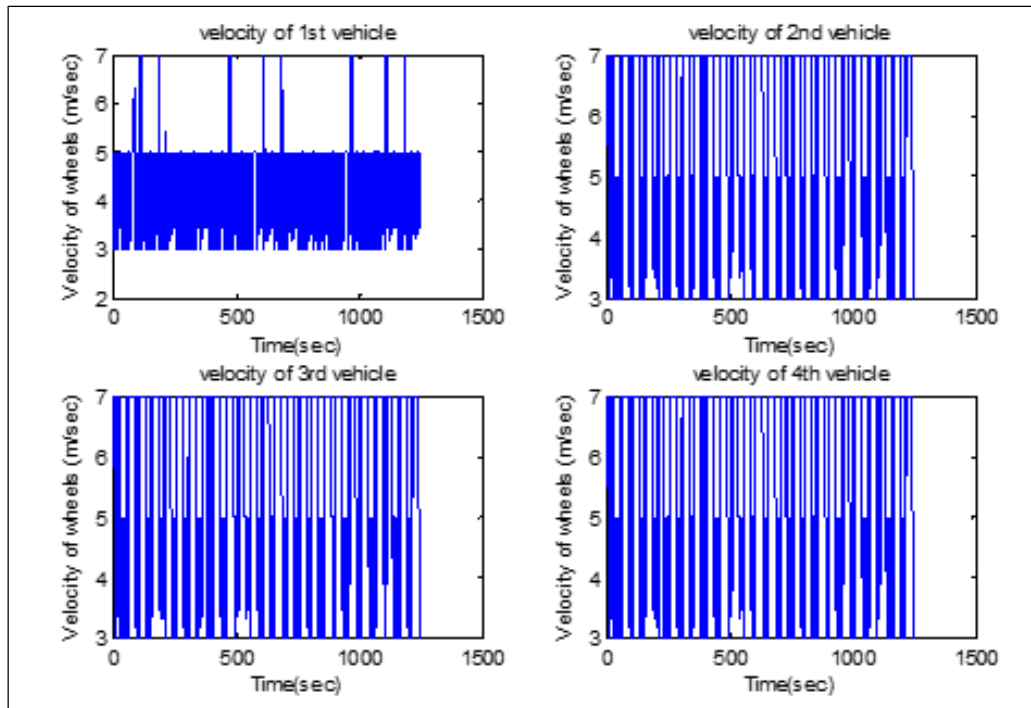 velocity of 1st vehicle
Velocity of wheels (m/sec)
7
6
5
4
3
2
0 500 1000 1500
Time(sec)
velocity of 2nd vehicle
Velocity of wheels (m/sec)
7
6
5
4
3
0 500 1000 1500
Time(sec)
velocity of 3rd vehicle
Velocity of wheels (m/sec)
7
6
5
4
3
0 500 1000 1500
Time(sec)
velocity of 4th vehicle
Velocity of wheels (m/sec)
7
6
5
4
3
0 500 1000 1500
Time(sec)